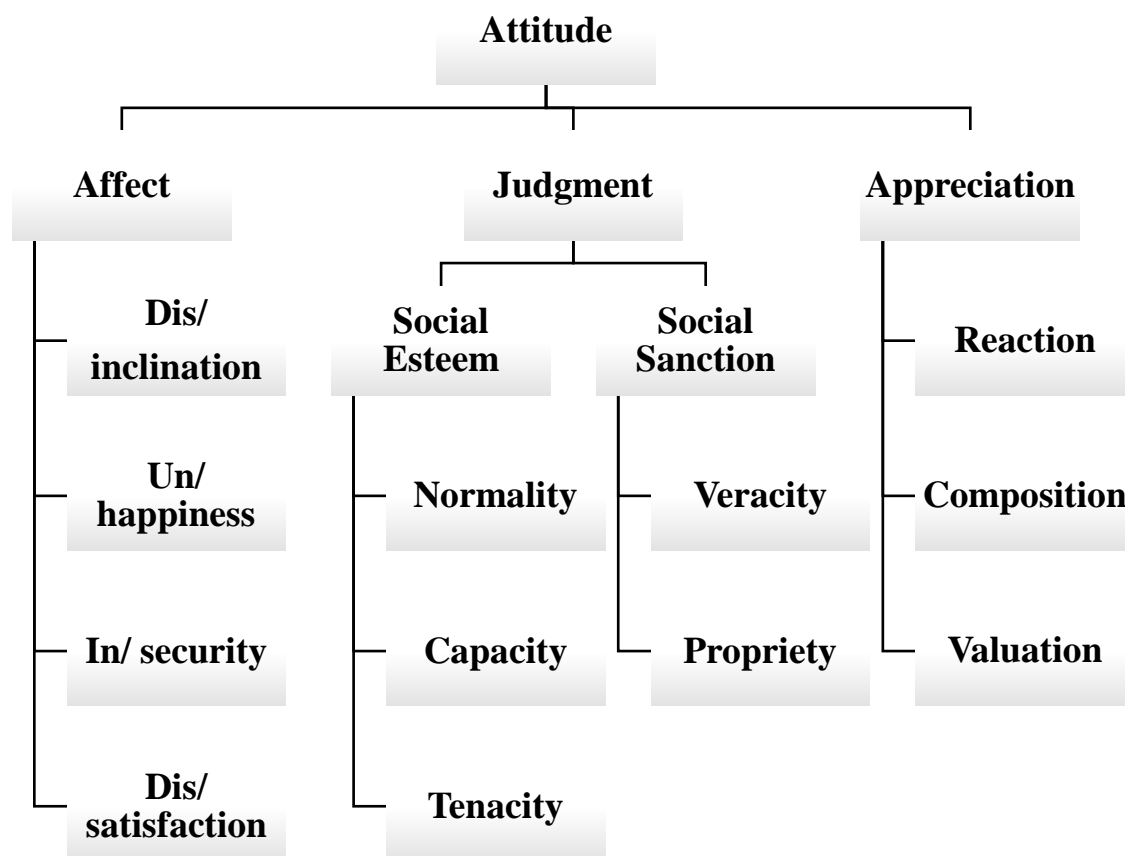 Attitude
Affect
Judgment
Appreciation
Dis/
inclination
Un/
happiness
In/ security
Dis/
satisfaction
Social
Esteem
Normality
Capacity
Tenacity
Social
Sanction
Veracity
Propriety
Reaction
Composition
Valuation